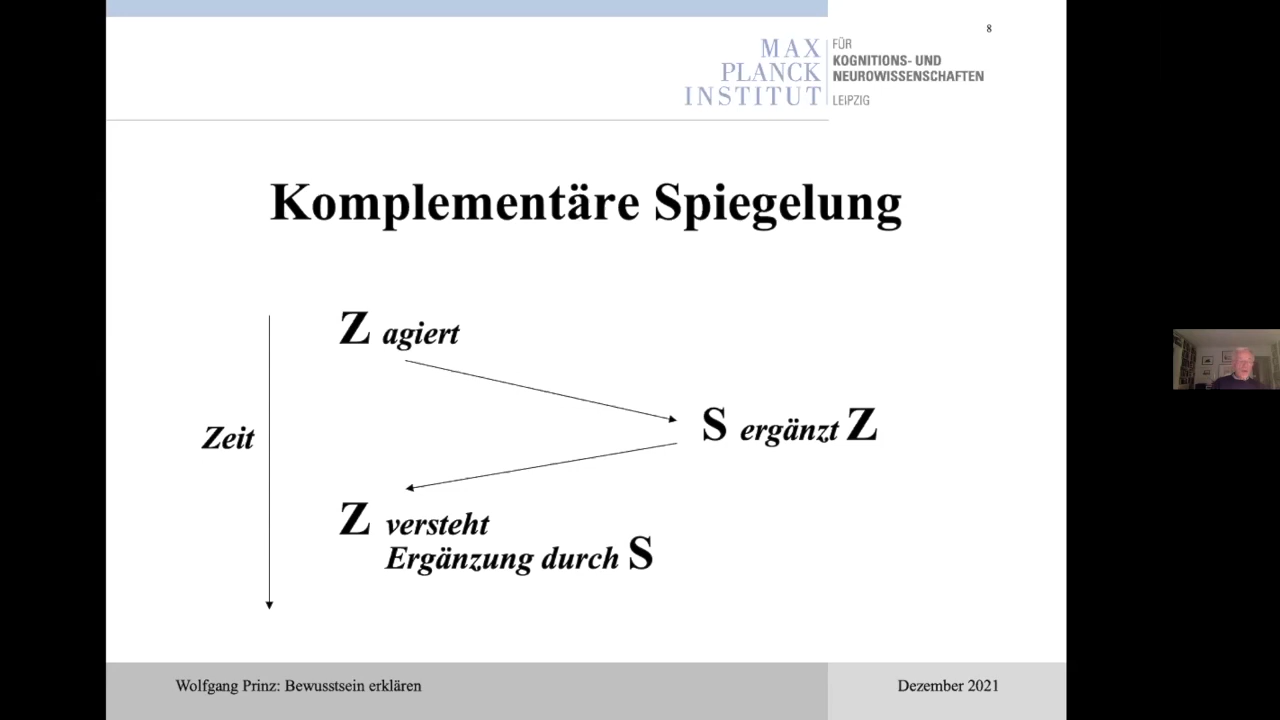 8
MAX
PLANCK
INSTITUT
FÜR
KOGNITIONS- UND
NEUROWISSENSCHAFTEN
LEIPZIG
Komplementäre Spiegelung
Z agiert
Zeit
S ergänzt Z
Z versteht
Ergänzung durch S
Wolfgang Prinz: Bewusstsein erklären
Dezember 2021